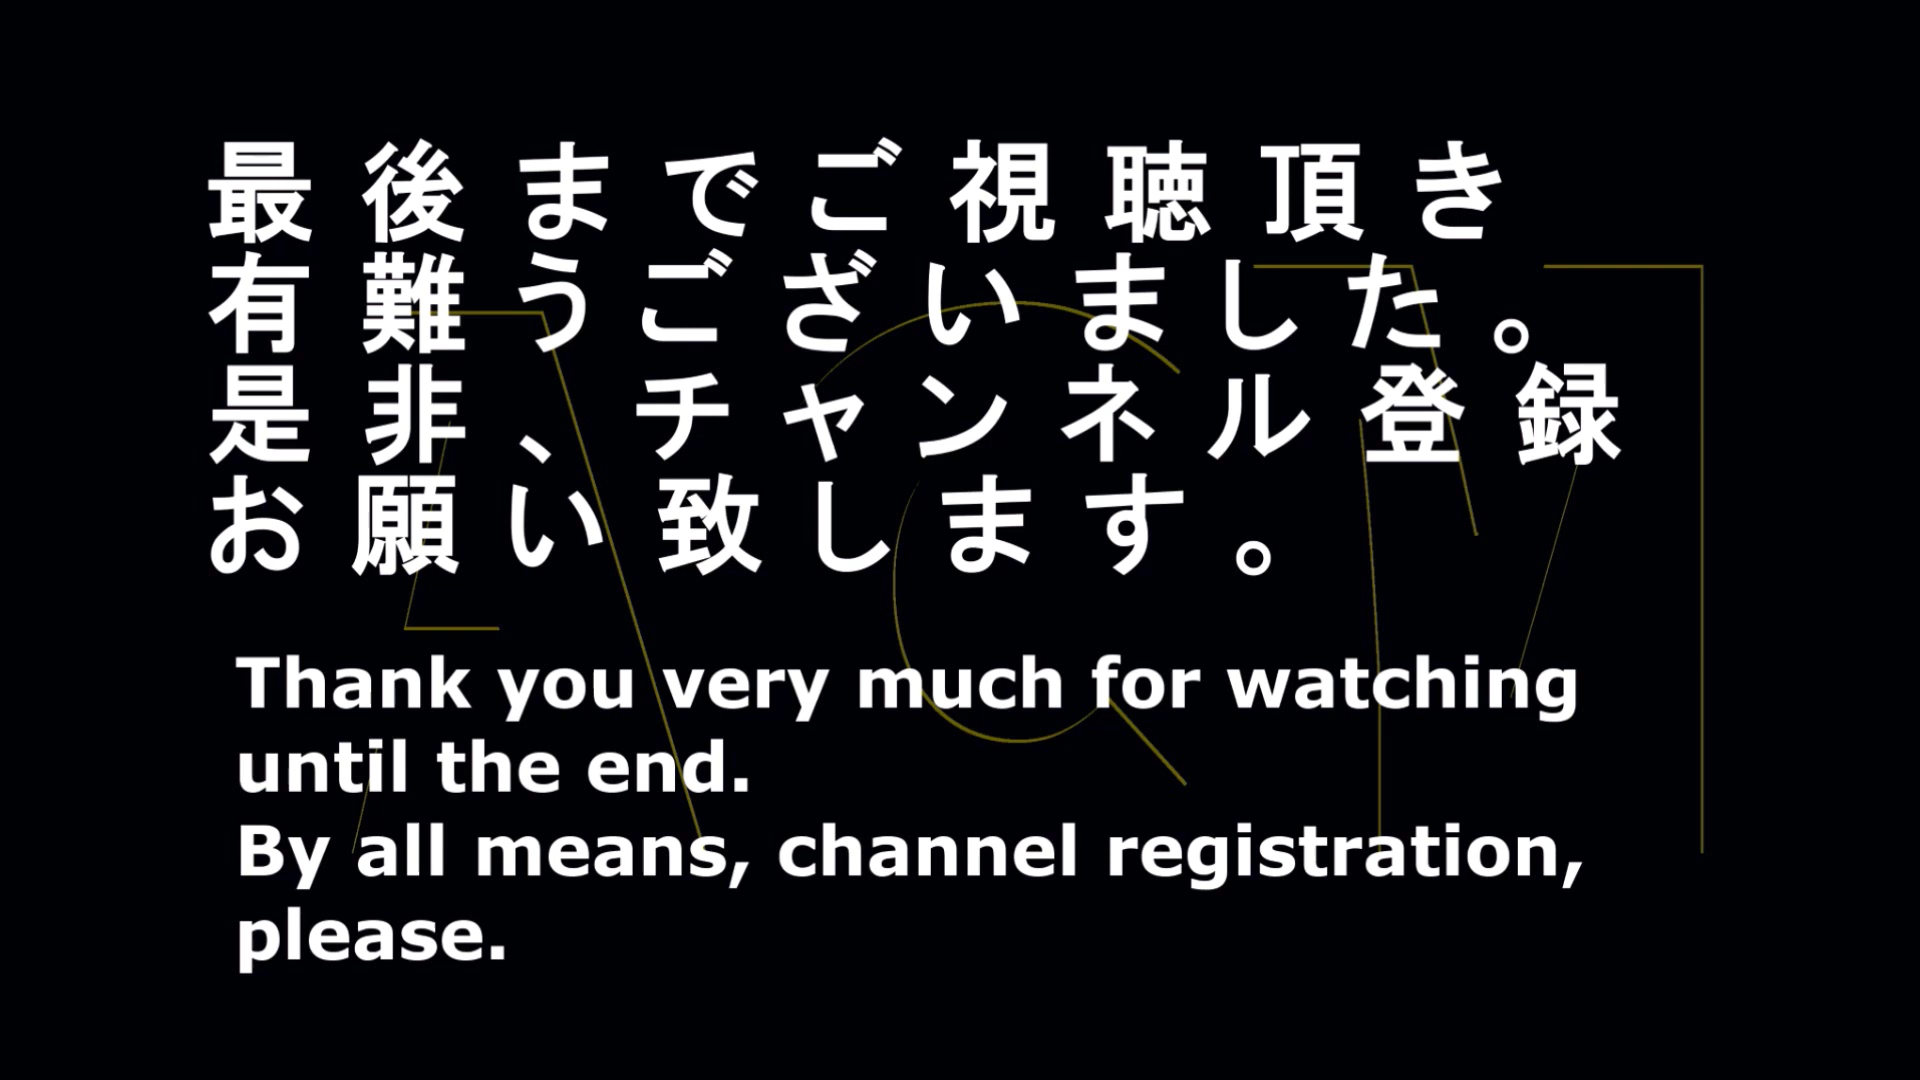 最後までご視聴頂き
有難うございました。
是非、チャンネル登録
お願い致します。
Thank you very much for watching
until the end.
By all means, channel registration,
please.